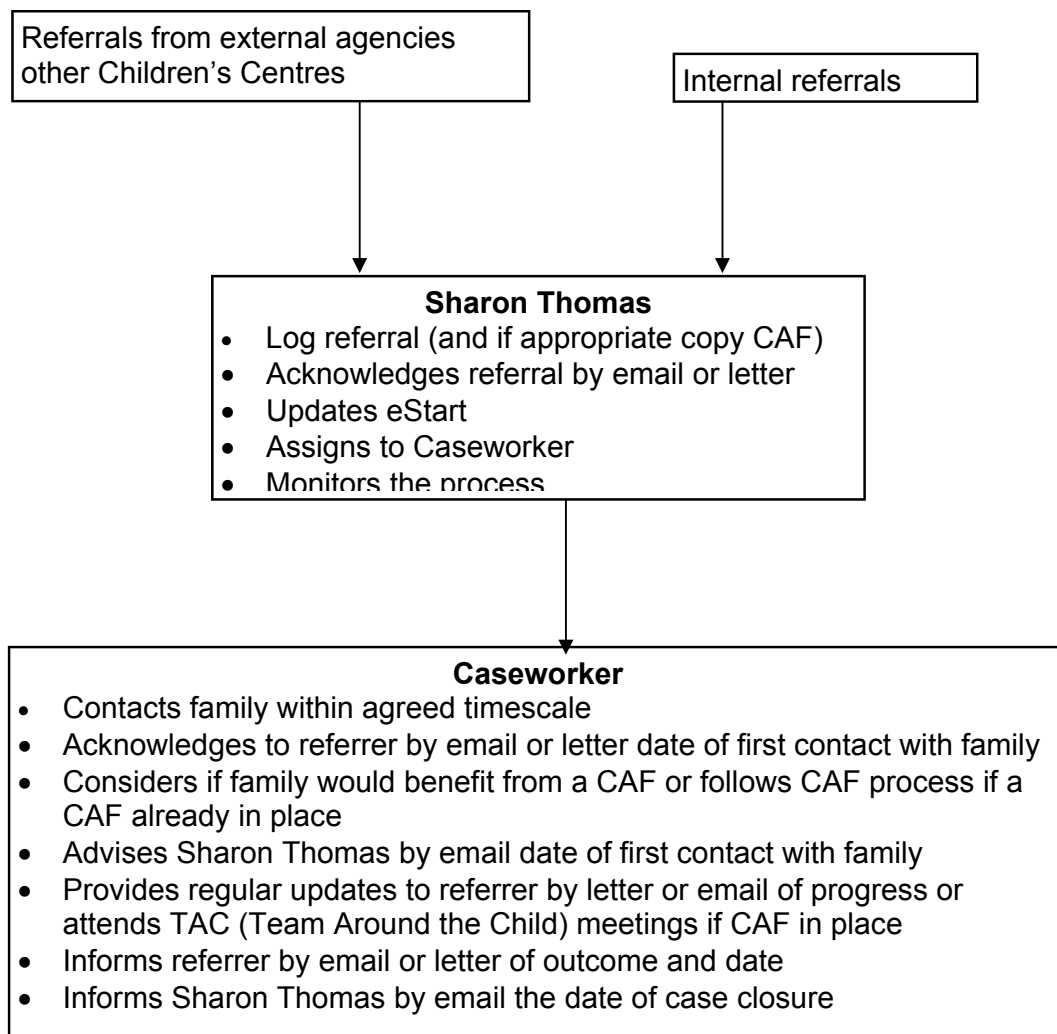 Referrals from external agencies
other Children’s Centres
Internal referrals
Sharon Thomas
• Log referral (and if appropriate copy CAF)
• Acknowledges referral by email or letter
• Updates eStart
• Assigns to Caseworker
• Monitors the process
Caseworker
• Contacts family within agreed timescale
• Acknowledges to referrer by email or letter date of first contact with family
• Considers if family would benefit from a CAF or follows CAF process if a
CAF already in place
• Advises Sharon Thomas by email date of first contact with family
• Provides regular updates to referrer by letter or email of progress or
attends TAC (Team Around the Child) meetings if CAF in place
• Informs referrer by email or letter of outcome and date
• Informs Sharon Thomas by email the date of case closure